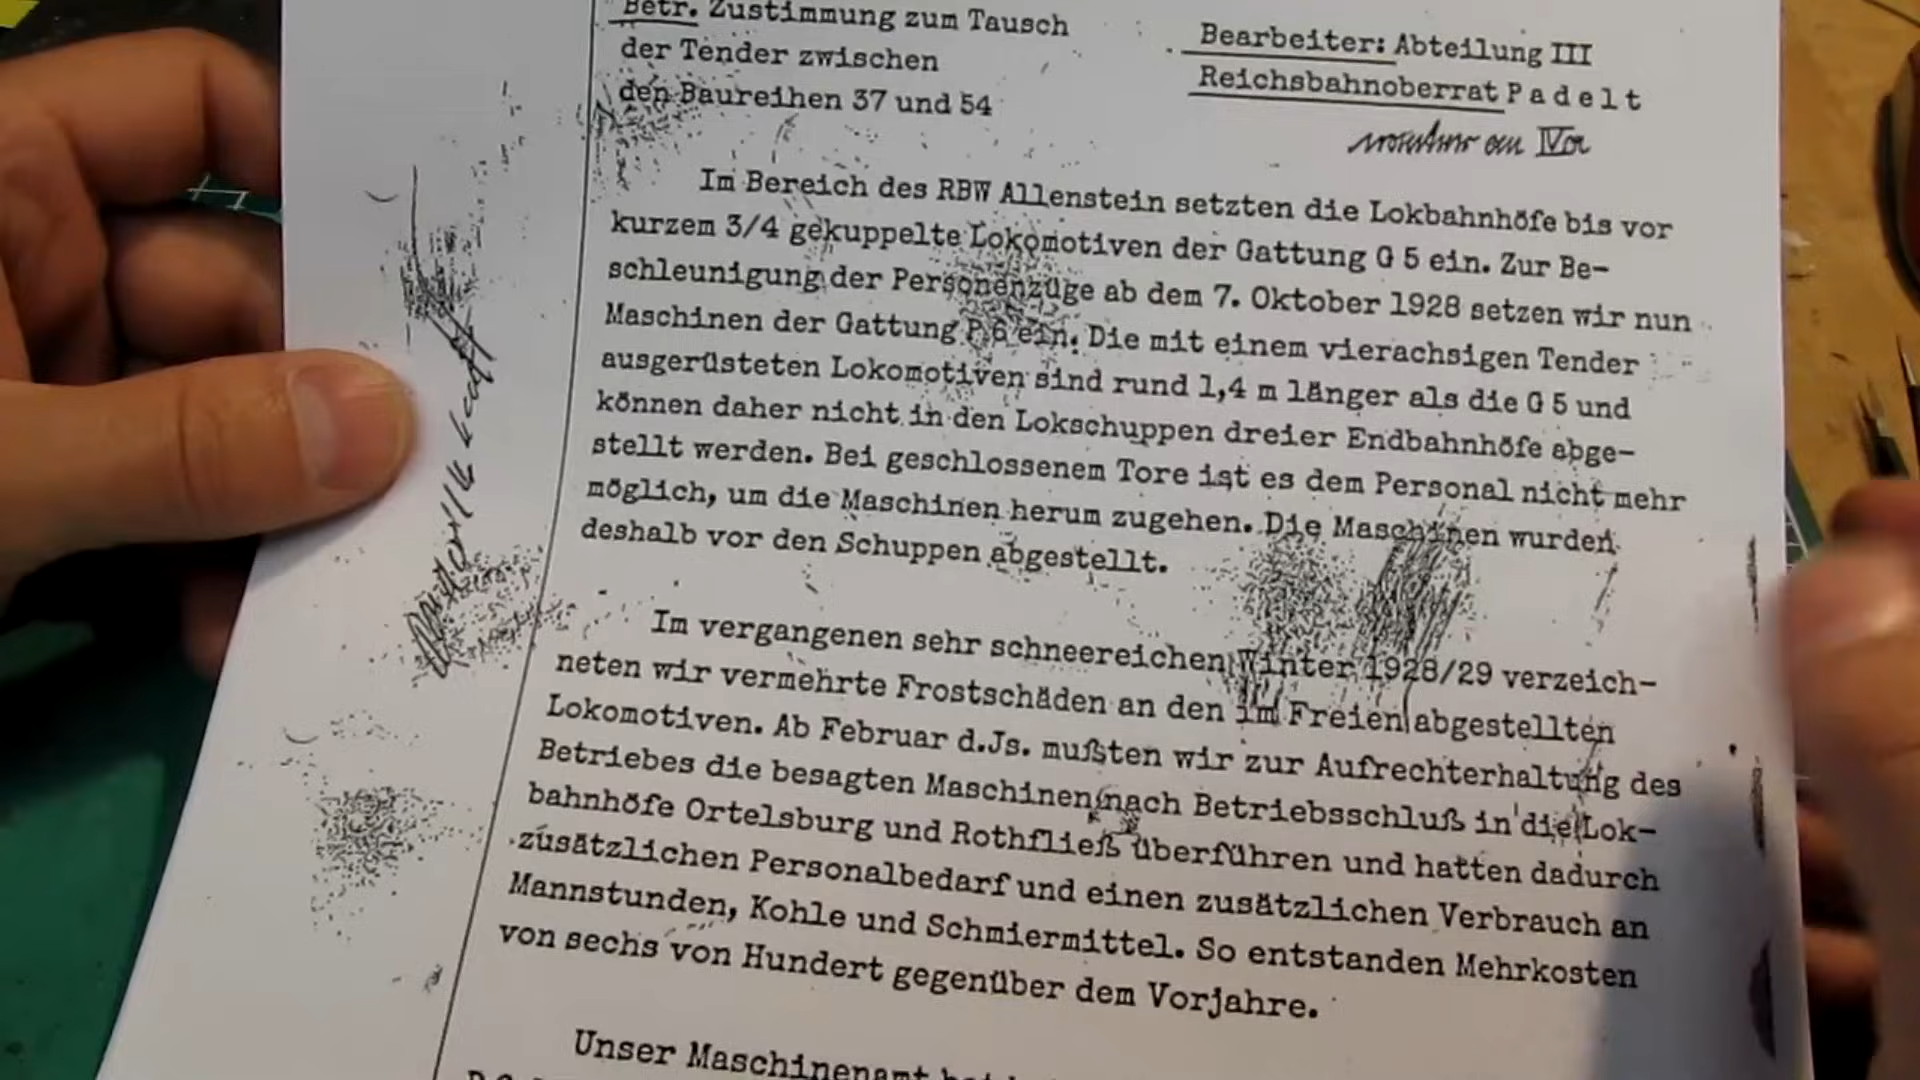 Betr. Zustimmung zum Tausch
der Tender zwischen
den Baureihen 37 und 54
Bearbeiter: Abteilung III
Reichsbahnoberrat Padelt
Im Bereich des RBW Allenstein setzten die Lokbahnhöfe bis vor
kurzem 3/4 gekuppelte Lokomotiven der Gattung G 5 ein. Zur Be-
schleunigung der Personenzüge ab dem 7. Oktober 1928 setzen wir nun
Maschinen der Gattung P 6 ein. Die mit einem vierachsigen Tender
ausgerüsteten Lokomotiven sind rund 1,4 m länger als die G 5 und
können daher nicht in den Lokschuppen dreier Endbahnhöfe abge-
stellt werden. Bei geschlossenem Tore ist es dem Personal nicht mehr
möglich, um die Maschinen herum zugehen. Die Maschinen wurden
deshalb vor den Schuppen abgestellt.
Im vergangenen sehr schneereichen Winter 1928/29 verzeich-
neten wir vermehrte Frostschäden an den im Freien abgestellten
Lokomotiven. Ab Februar d.Js. mußten wir zur Aufrechterhaltung des
Betriebes die besagten Maschinen nach Betriebsschluß in die Lok-
bahnhöfe Ortelsburg und Rothfließ überführen und hatten dadurch
zusätzlichen Personalbedarf und einen zusätzlichen Verbrauch an
Mannstunden, Kohle und Schmiermittel. So entstanden Mehrkosten
von sechs von Hundert gegenüber dem Vorjahre.
Unser Maschinenamt